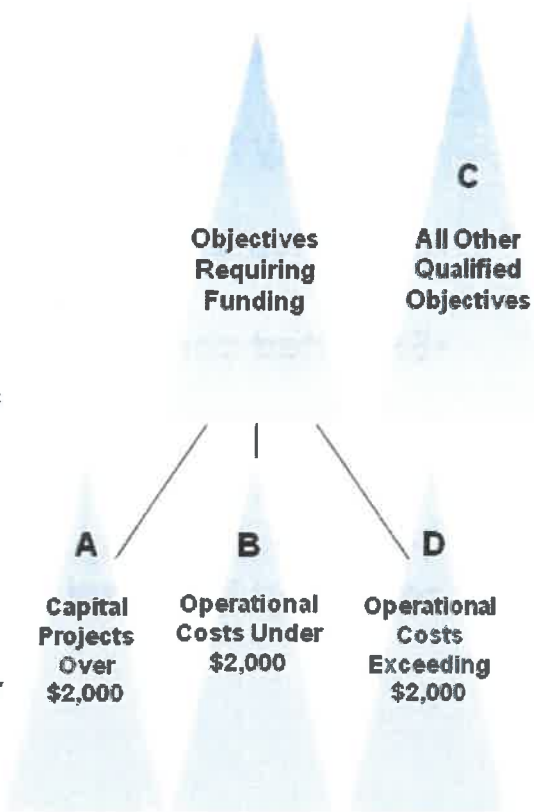 Objectives
Requiring
Funding
C
All Other
Qualified
Objectives
A
Capital
Projects
Over
$2,000
B
Operational
Costs Under
$2,000
D
Operational
Costs
Exceeding
$2,000